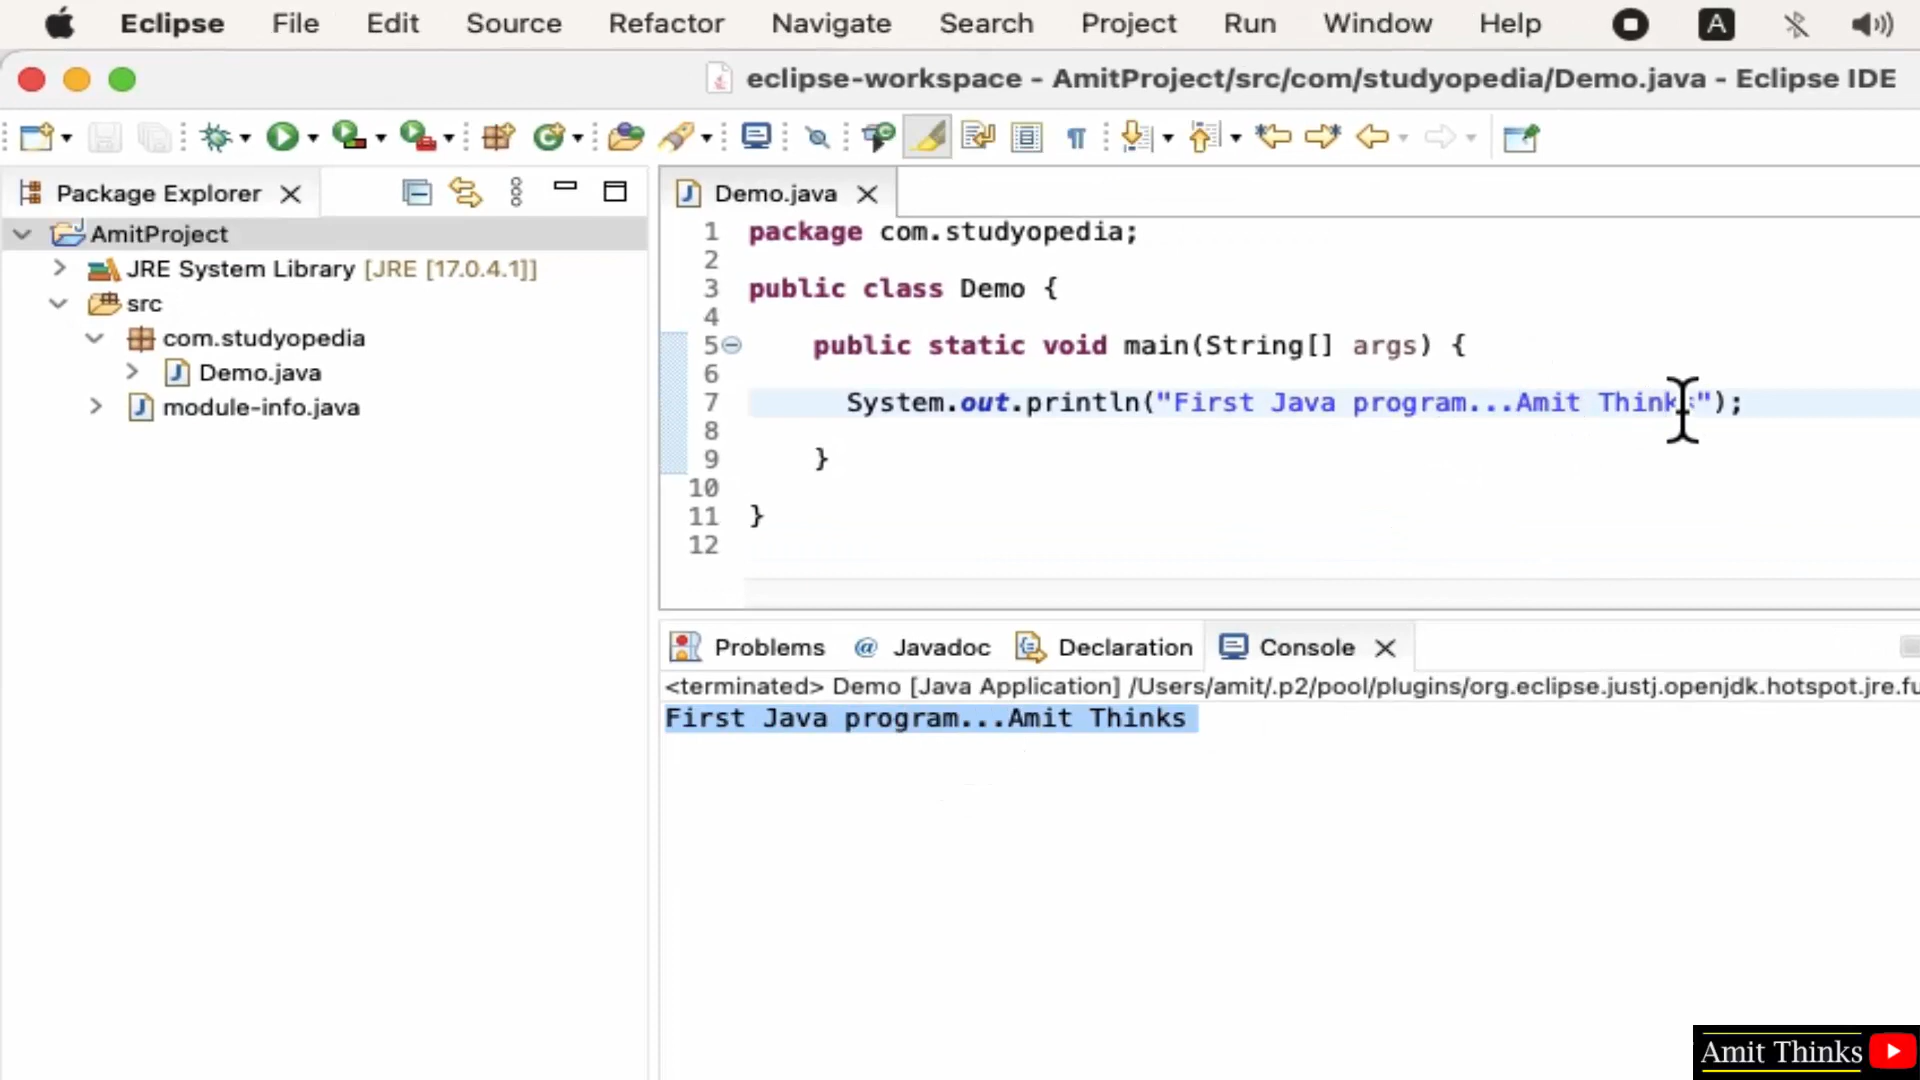 Eclipse File Edit Source Refactor Navigate Search Project Run Window Help A
eclipse-workspace - AmitProject/src/com/studyopedia/Demo.java - Eclipse IDE
Package Explorer
AmitProject
JRE System Library [JRE [17.0.4.1]]
src
com.studyopedia
Demo.java
module-info.java
Demo.java
1 package com.studyopedia;
2
3 public class Demo {
4
5 public static void main(String[] args) {
6
7 System.out.println("First Java program...Amit Thinks");
8
9 }
10
11 }
12
Problems @ Javadoc Declaration Console
<terminated> Demo [Java Application] /Users/amit/.p2/pool/plugins/org.eclipse.justj.openjdk.hotspot.jre.fu
First Java program...Amit Thinks
Amit Thinks